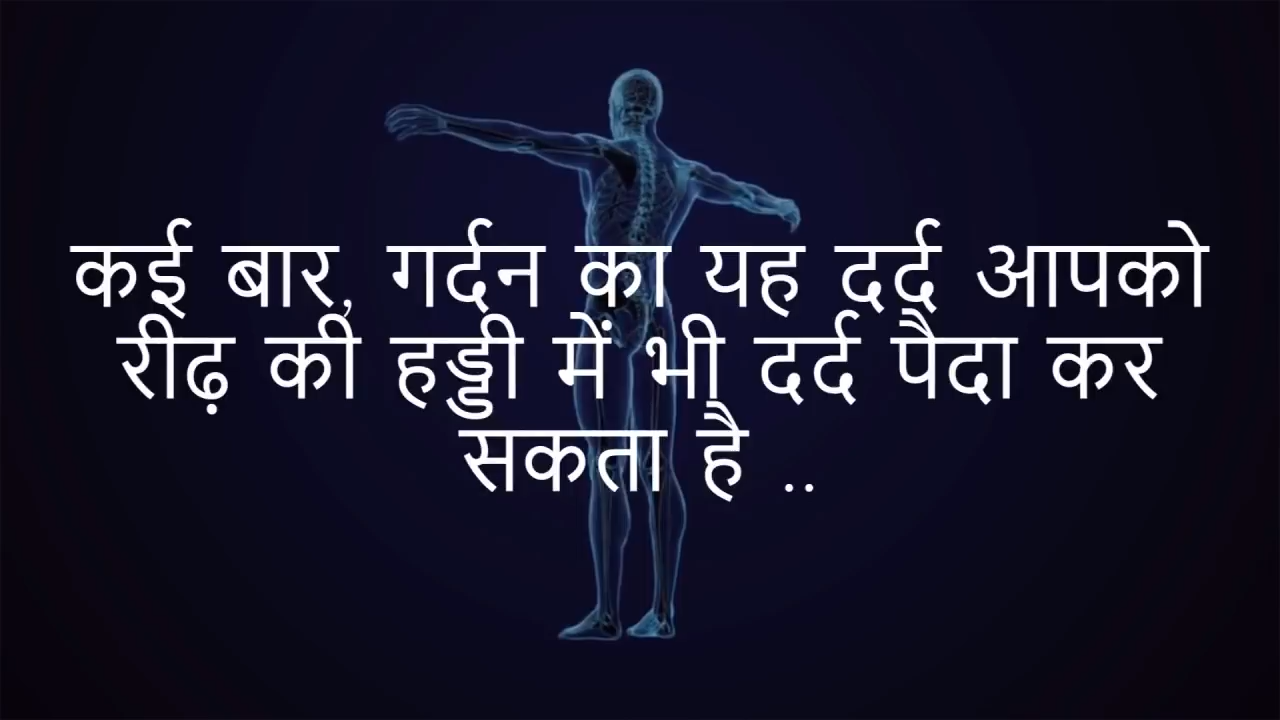 कई बार, गर्दन का यह दर्द आपको
रीढ़ की हड्डी में भी दर्द पैदा कर
सकता है ..